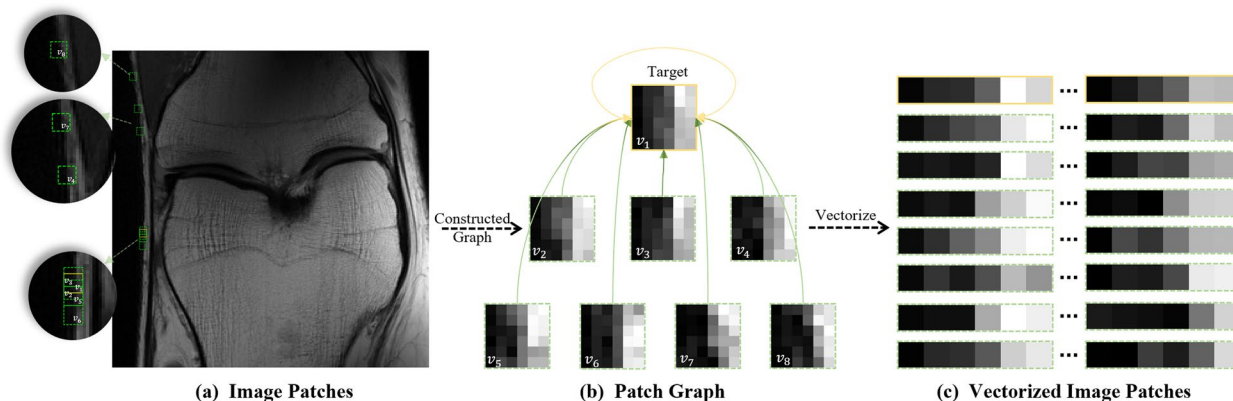 v₈
v₇
v₄
v₃
v₁
v₂
v₅
v₆
Target
v₁
Constructed
Graph
v₂
v₃
v₄
v₅
v₆
v₇
v₈
Vectorize
...
...
...
...
...
...
...
...
(a) Image Patches
(b) Patch Graph
(c) Vectorized Image Patches